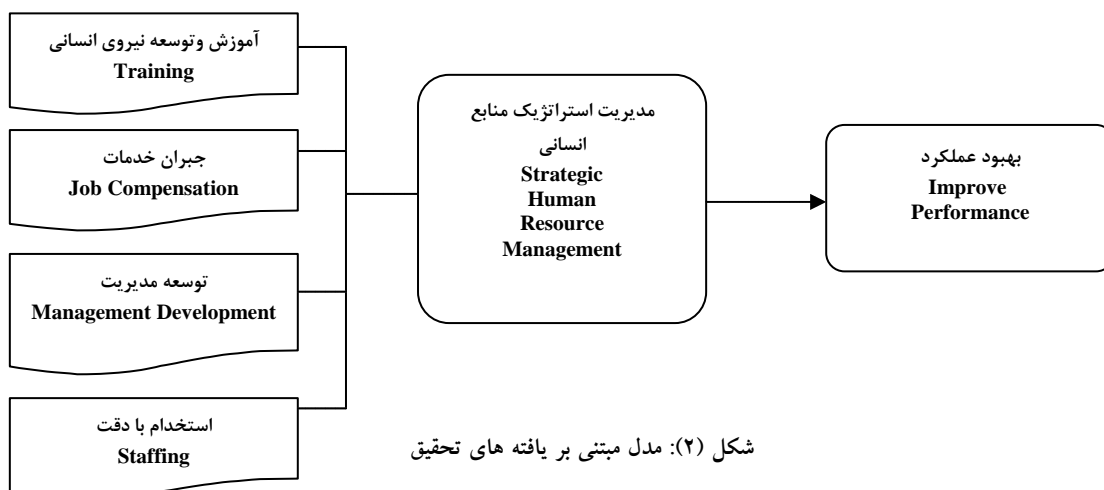 آموزش وتوسعه نیروی انسانی
Training
جبران خدمات
Job Compensation
توسعه مدیریت
Management Development
استخدام با دقت
Staffing
مدیریت استراتژیک منابع
انسانی
Strategic
Human
Resource
Management
بهبود عملکرد
Improve
Performance
شکل (۲): مدل مبتنی بر یافته های تحقیق